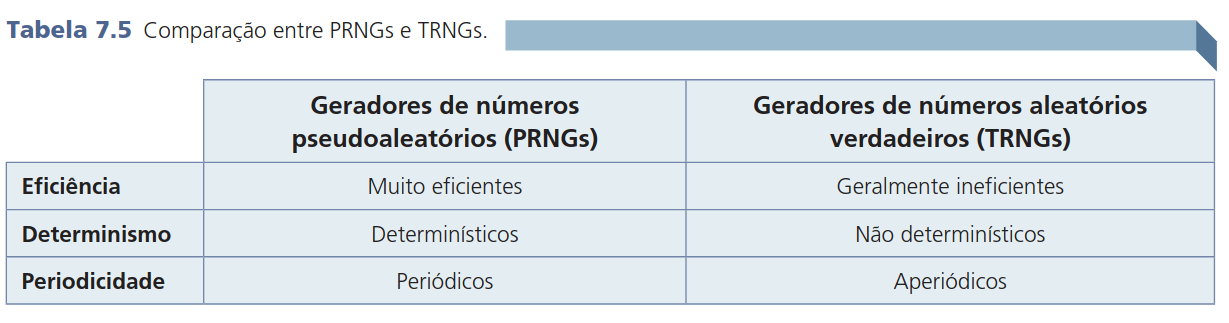 Tabela 7.5 Comparação entre PRNGs e TRNGs.
Geradores de números
pseudoaleatórios (PRNGs)
Geradores de números aleatórios
verdadeiros (TRNGs)
Eficiência
Muito eficientes
Geralmente ineficientes
Determinismo
Determinísticos
Não determinísticos
Periodicidade
Periódicos
Aperiódicos